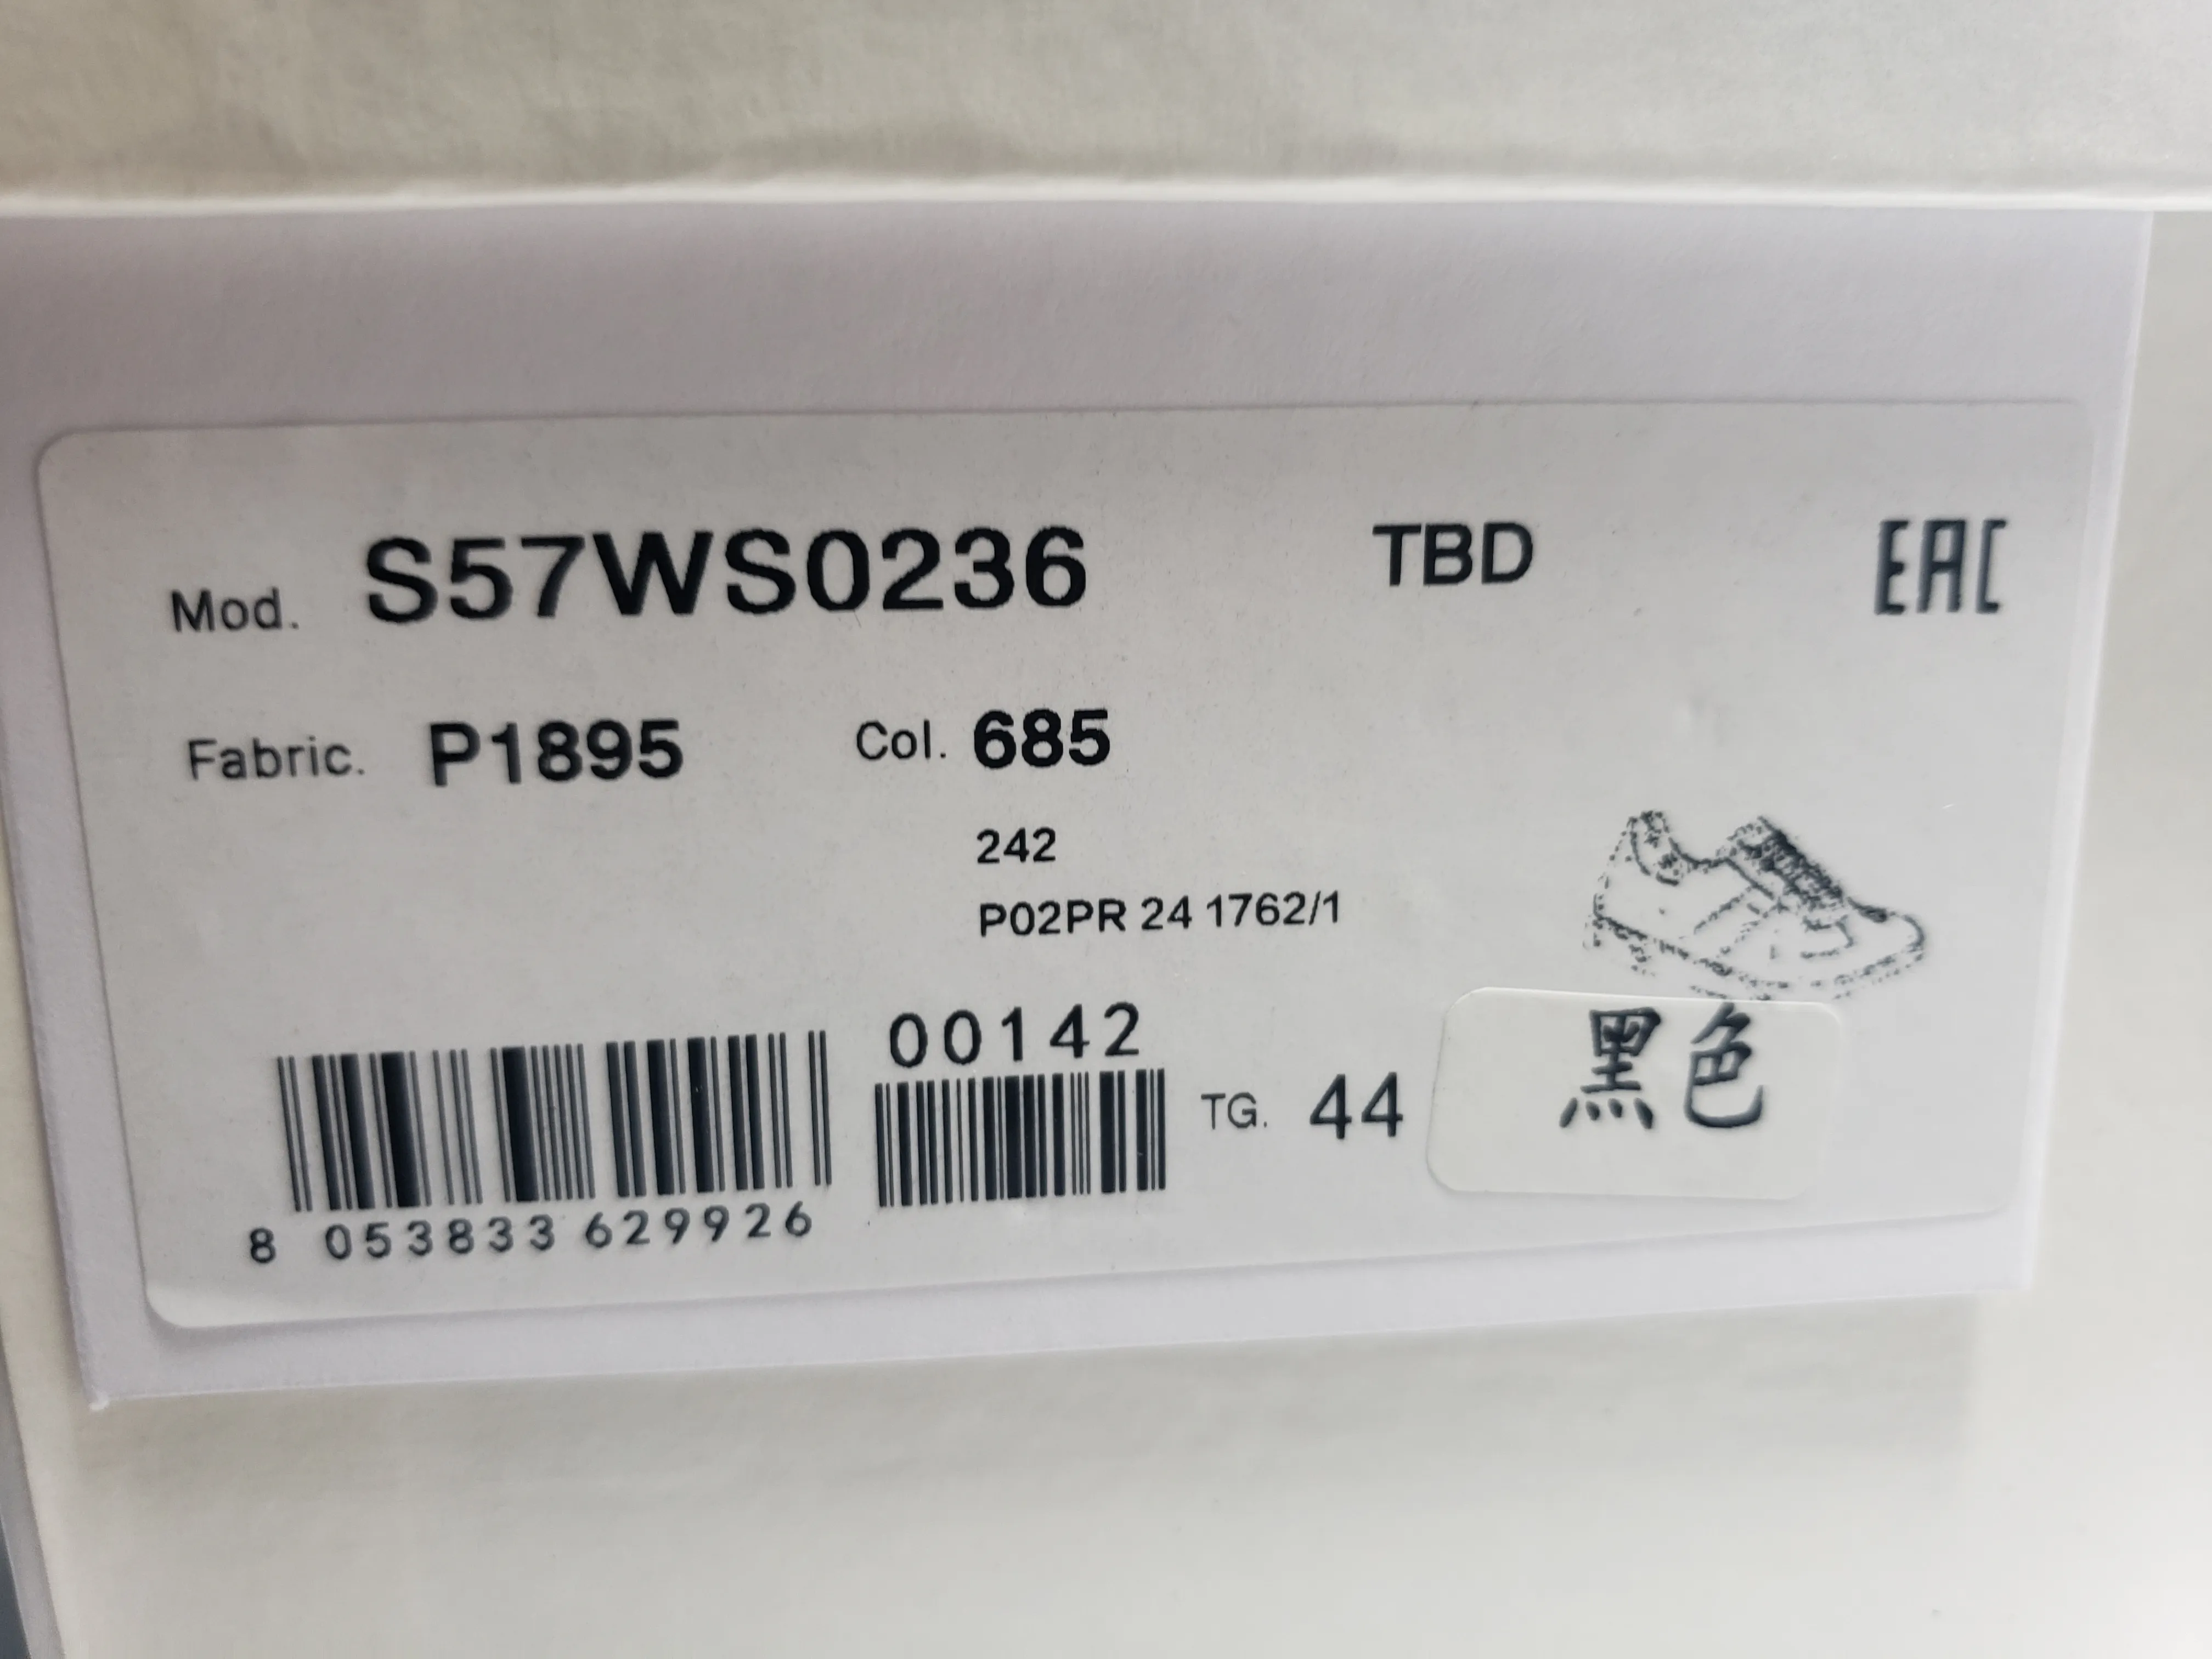 Mod. S57WS0236 TBD EAC
Fabric. P1895 Col. 685
242
P02PR 24 1762/1
00142
TG. 44 黑色
8 053833 629926